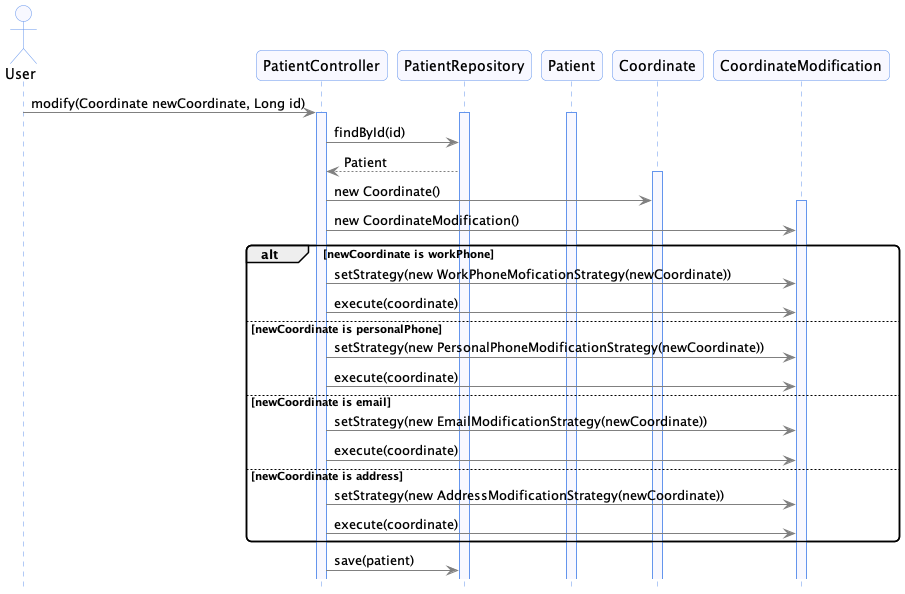 User
PatientController
PatientRepository
Patient
Coordinate
CoordinateModification
modify(Coordinate newCoordinate, Long id)
findById(id)
Patient
new Coordinate()
new CoordinateModification()
alt [newCoordinate is workPhone]
setStrategy(new WorkPhoneMoficationStrategy(newCoordinate))
execute(coordinate)
[newCoordinate is personalPhone]
setStrategy(new PersonalPhoneModificationStrategy(newCoordinate))
execute(coordinate)
[newCoordinate is email]
setStrategy(new EmailModificationStrategy(newCoordinate))
execute(coordinate)
[newCoordinate is address]
setStrategy(new AddressModificationStrategy(newCoordinate))
execute(coordinate)
save(patient)